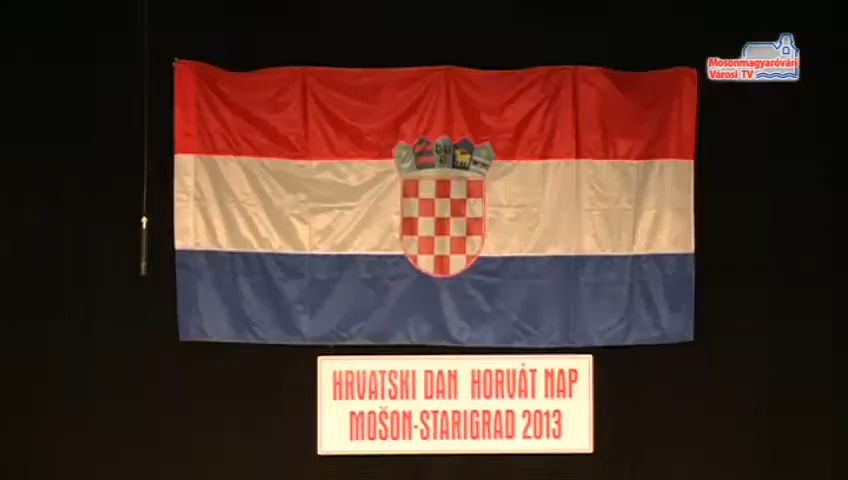 Mosonmagyaróvári
Városi TV
HRVATSKI DAN HORVÁT NAP
MOŠON-STARIGRAD 2013